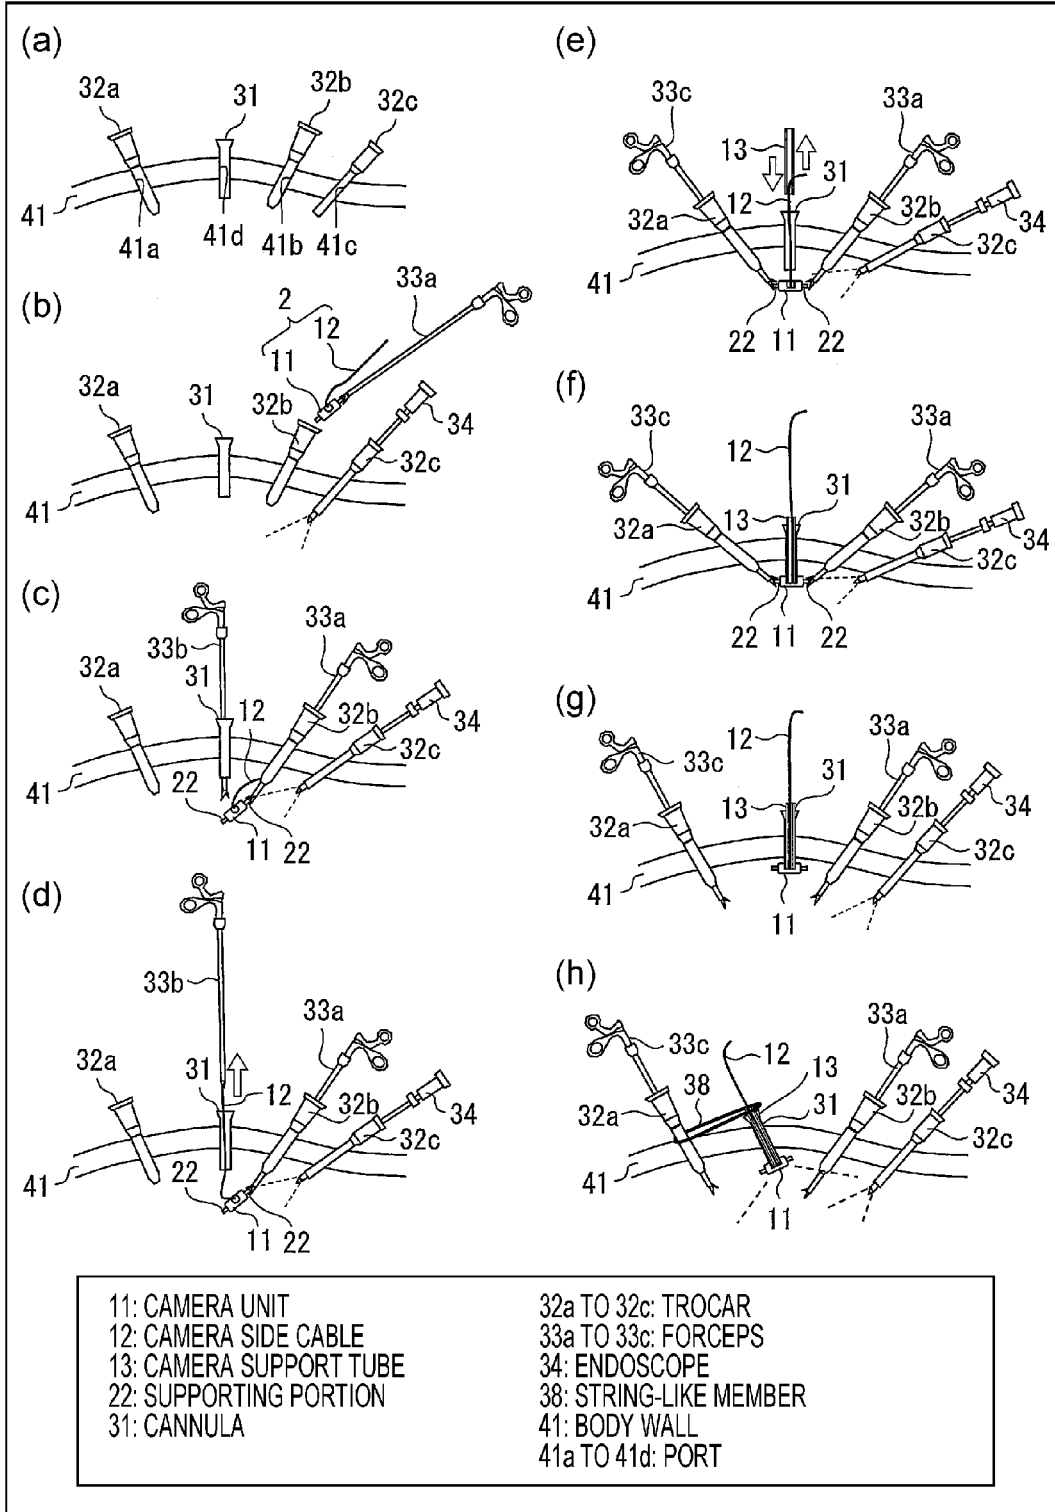 (a)
32a
31
32b
32c
41
41a
41d
41b
41c
(b)
2
33a
12
11
32a
31
32b
34
32c
41
(c)
33b
33a
32a
31
12
32b
34
32c
41
22
11
22
(d)
33b
33a
32a
31
12
32b
34
32c
41
22
11
22
(e)
33c
33a
13
31
12
32a
32b
34
32c
41
22
11
22
(f)
33c
33a
12
31
13
32a
32b
34
32c
41
22
11
22
(g)
12
33a
33c
31
13
32a
32b
34
32c
41
11
(h)
33a
33c
12
13
38
31
32a
32b
34
32c
41
11
11: CAMERA UNIT
12: CAMERA SIDE CABLE
13: CAMERA SUPPORT TUBE
22: SUPPORTING PORTION
31: CANNULA
32a TO 32c: TROCAR
33a TO 33c: FORCEPS
34: ENDOSCOPE
38: STRING-LIKE MEMBER
41: BODY WALL
41a TO 41d: PORT